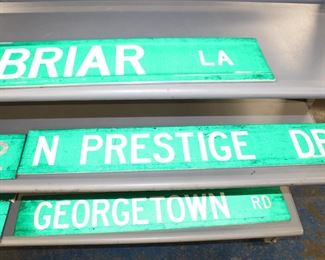 BRIAR LA
N PRESTIGE DR
GEORGETOWN RD